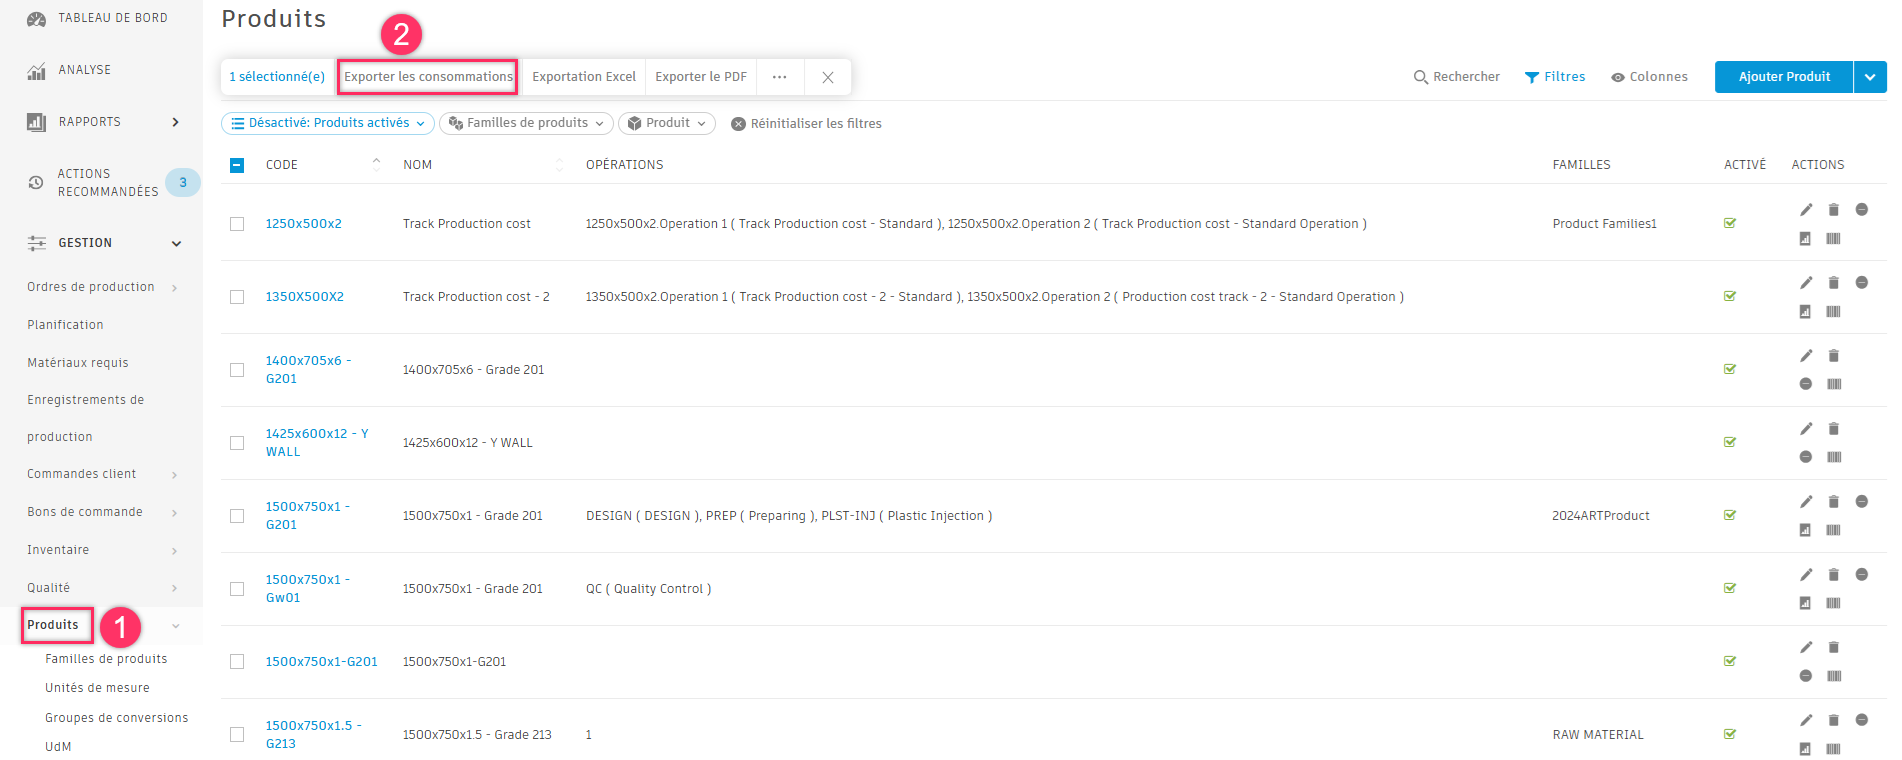 TABLEAU DE BORD
ANALYSE
RAPPORTS
ACTIONS
RECOMMANDÉES
3
GESTION
Ordres de production
Planification
Matériaux requis
Enregistrements de
production
Commandes client
Bons de commande
Inventaire
Qualité
Produits
1
Familles de produits
Unités de mesure
Groupes de conversions
UdM
Produits
2
1 sélectionné(e) Exporter les consommations Exportation Excel Exporter le PDF ...
Rechercher Filtres Colonnes Ajouter Produit
Désactivé: Produits activés Familles de produits Produit Réinitialiser les filtres
CODE NOM OPÉRATIONS FAMILLES ACTIVÉ ACTIONS
1250x500x2 Track Production cost 1250x500x2.Operation 1 ( Track Production cost - Standard ), 1250x500x2.Operation 2 ( Track Production cost - Standard Operation ) Product Families1
1350X500X2 Track Production cost - 2 1350x500x2.Operation 1 ( Track Production cost - 2 - Standard ), 1350x500x2.Operation 2 ( Production cost track - 2 - Standard Operation )
1400x705x6 -
G201
1400x705x6 - Grade 201
1425x600x12 - Y
WALL
1425x600x12 - Y WALL
1500x750x1 -
G201
1500x750x1 - Grade 201 DESIGN ( DESIGN ), PREP ( Preparing ), PLST-INJ ( Plastic Injection ) 2024ARTProduct
1500x750x1 -
Gw01
1500x750x1 - Grade 201 QC ( Quality Control )
1500x750x1-G201 1500x750x1-G201
1500x750x1.5 -
G213
1500x750x1.5 - Grade 213 1 RAW MATERIAL